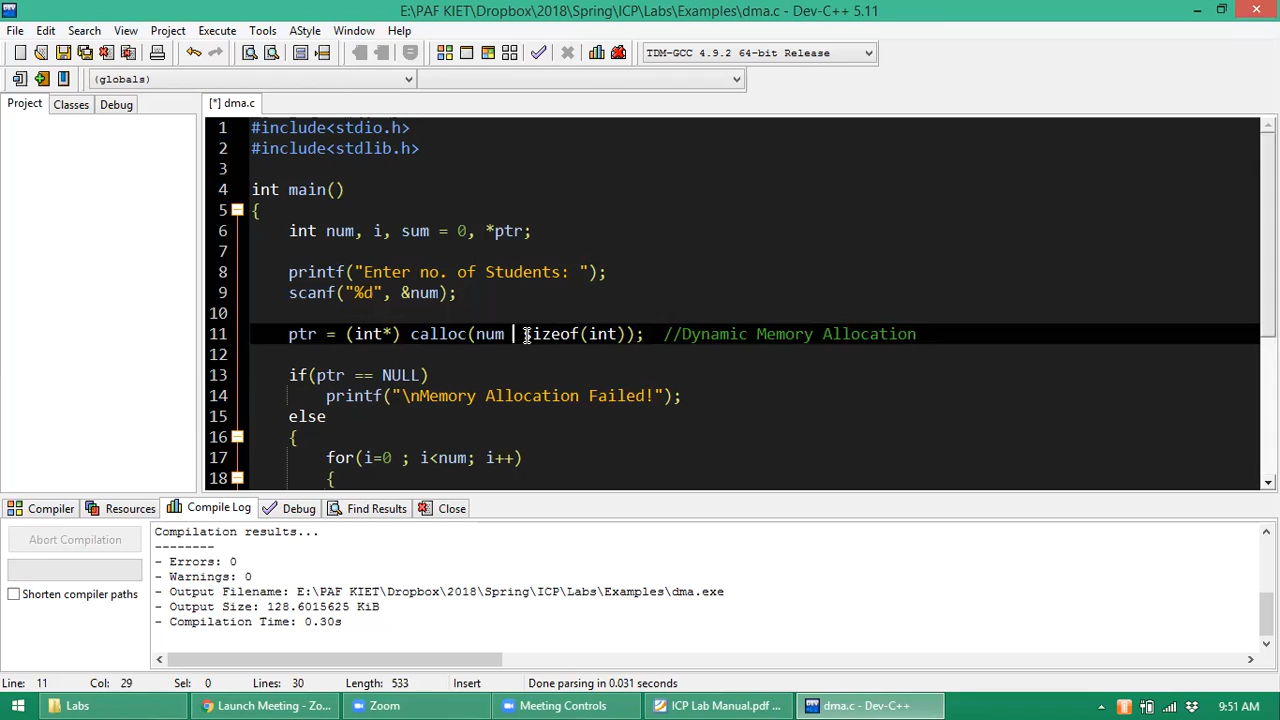 E:\PAF KIET\Dropbox\2018\Spring\ICP\Labs\Examples\dma.c - Dev-C++ 5.11
File Edit Search View Project Execute Tools AStyle Window Help
TDM-GCC 4.9.2 64-bit Release
(globals)
Project Classes Debug
[*] dma.c
1 #include<stdio.h>
2 #include<stdlib.h>
3
4 int main()
5 {
6 int num, i, sum = 0, *ptr;
7
8 printf("Enter no. of Students: ");
9 scanf("%d", &num);
10
11 ptr = (int*) calloc(num sizeof(int)); //Dynamic Memory Allocation
12
13 if(ptr == NULL)
14 printf("\nMemory Allocation Failed!");
15 else
16 {
17 for(i=0 ; i<num; i++)
18 {
Compiler Resources Compile Log Debug Find Results Close
Abort Compilation
Shorten compiler paths
Compilation results...
--------
- Errors: 0
- Warnings: 0
- Output Filename: E:\PAF KIET\Dropbox\2018\Spring\ICP\Labs\Examples\dma.exe
- Output Size: 128.6015625 KiB
- Compilation Time: 0.30s
Line: 11 Col: 29 Sel: 0 Lines: 30 Length: 533 Insert Done parsing in 0.031 seconds
Labs Launch Meeting - Zo... Zoom Meeting Controls ICP Lab Manual.pdf ... dma.c - Dev-C++ 9:51 AM